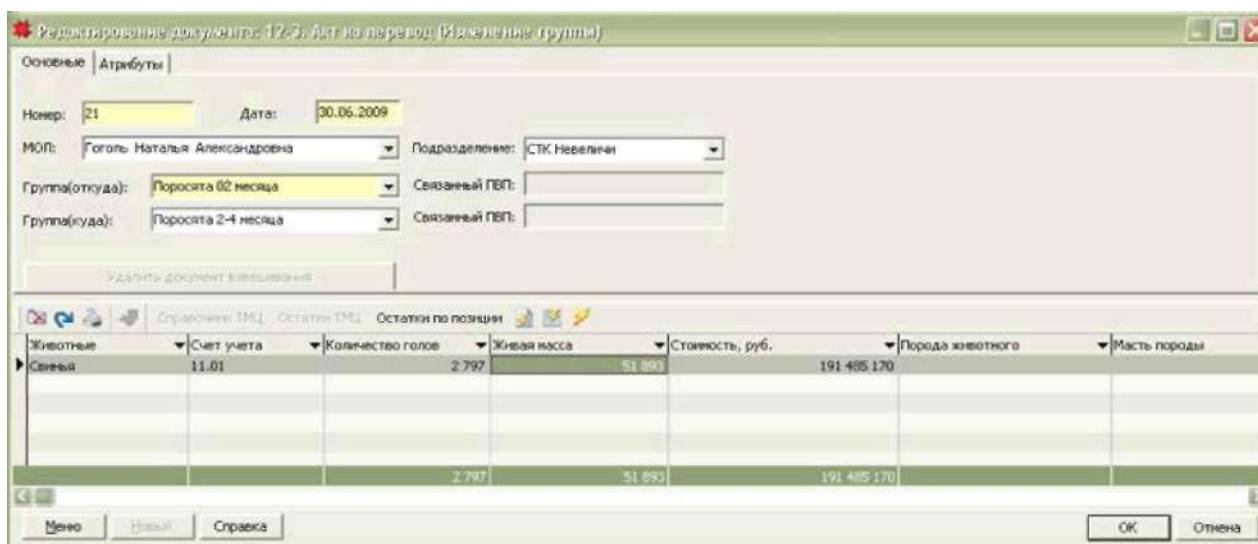 Редактирование документа: 12-3. Акт на перевод (Изменение группы)
Основные Атрибуты
Номер: 21 Дата: 30.06.2009
МОЛ: Гоголь Наталья Александровна Подразделение: СТК Невеличи
Группа(откуда): Поросята 02 месяца Связанный ПВП:
Группа(куда): Поросята 2-4 месяца Связанный ПВП:
Удалить документ взвешивания
Справочник ТМЦ Остатки ТМЦ Остатки по позиции
Животные Счет учета Количество голов Живая масса Стоимость, руб. Порода животного Масть породы
Свинья 11.01 2 797 51 893 191 485 170
2 797 51 893 191 485 170
Меню Новый Справка ОК Отмена